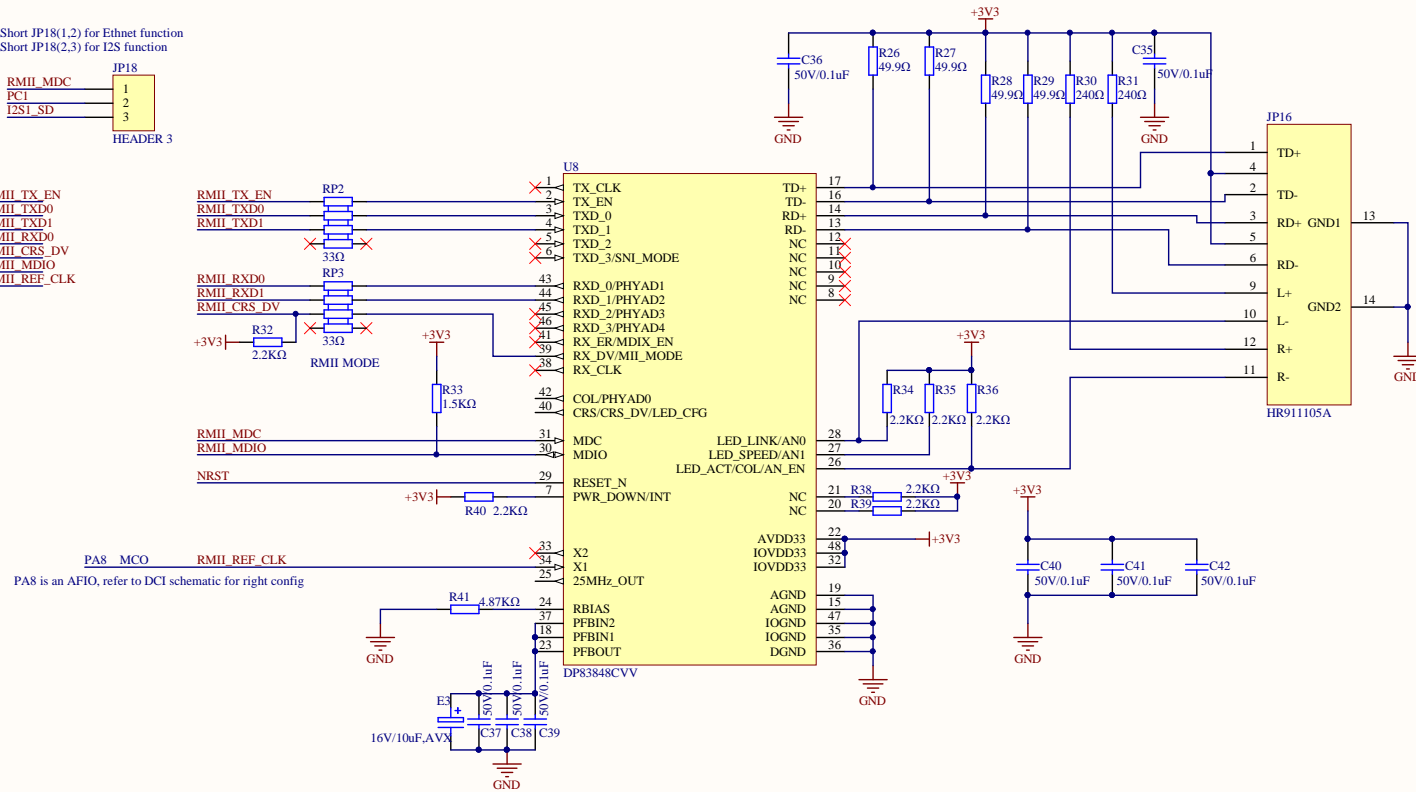 Short JP18(1,2) for Ethnet function
Short JP18(2,3) for I2S function
JP18
RMII_MDC
PC1
I2S1_SD
1
2
3
HEADER 3
MII_TX_EN
MII_TXD0
MII_TXD1
MII_RXD0
MII_CRS_DV
MII_MDIO
MII_REF_CLK
RMII_TX_EN
RMII_TXD0
RMII_TXD1
RP2
33Ω
RMII_RXD0
RMII_RXD1
RMII_CRS_DV
RP3
33Ω
RMII MODE
+3V3
R32
2.2KΩ
+3V3
R33
1.5KΩ
RMII_MDC
RMII_MDIO
NRST
+3V3
R40 2.2KΩ
PA8 MCO RMII_REF_CLK
PA8 is an AFIO, refer to DCI schematic for right config
R41 4.87KΩ
GND
E3
+
16V/10uF,AVX
50V/0.1uF
50V/0.1uF
50V/0.1uF
C37
C38
C39
GND
U8
1 TX_CLK
2 TX_EN
3 TXD_0
4 TXD_1
5 TXD_2
6 TXD_3/SNI_MODE
43 RXD_0/PHYAD1
44 RXD_1/PHYAD2
45 RXD_2/PHYAD3
46 RXD_3/PHYAD4
41 RX_ER/MDIX_EN
39 RX_DV/MII_MODE
38 RX_CLK
42 COL/PHYAD0
40 CRS/CRS_DV/LED_CFG
31 MDC
30 MDIO
29 RESET_N
7 PWR_DOWN/INT
33 X2
34 X1
25 25MHz_OUT
24 RBIAS
37 PFBIN2
18 PFBIN1
23 PFBOUT
TD+ 17
TD- 16
RD+ 14
RD- 13
NC 12
NC 11
NC 10
NC 9
NC 8
LED_LINK/AN0 28
LED_SPEED/AN1 27
LED_ACT/COL/AN_EN 26
NC 21
NC 20
AVDD33 22
IOVDD33 48
IOVDD33 32
AGND 19
AGND 15
IOGND 47
IOGND 35
DGND 36
DP83848CVV
GND
+3V3
C36
50V/0.1uF
GND
R26
49.9Ω
R27
49.9Ω
R28
49.9Ω
R29
49.9Ω
R30
240Ω
R31
240Ω
C35
50V/0.1uF
GND
+3V3
R34
2.2KΩ
R35
2.2KΩ
R36
2.2KΩ
R38 2.2KΩ
R39 2.2KΩ
+3V3
+3V3
+3V3
C40
50V/0.1uF
C41
50V/0.1uF
C42
50V/0.1uF
GND
JP16
1 TD+
4
2 TD-
3 RD+
5
6 RD-
9 L+
10 L-
12 R+
11 R-
GND1 13
GND2 14
HR911105A
GND